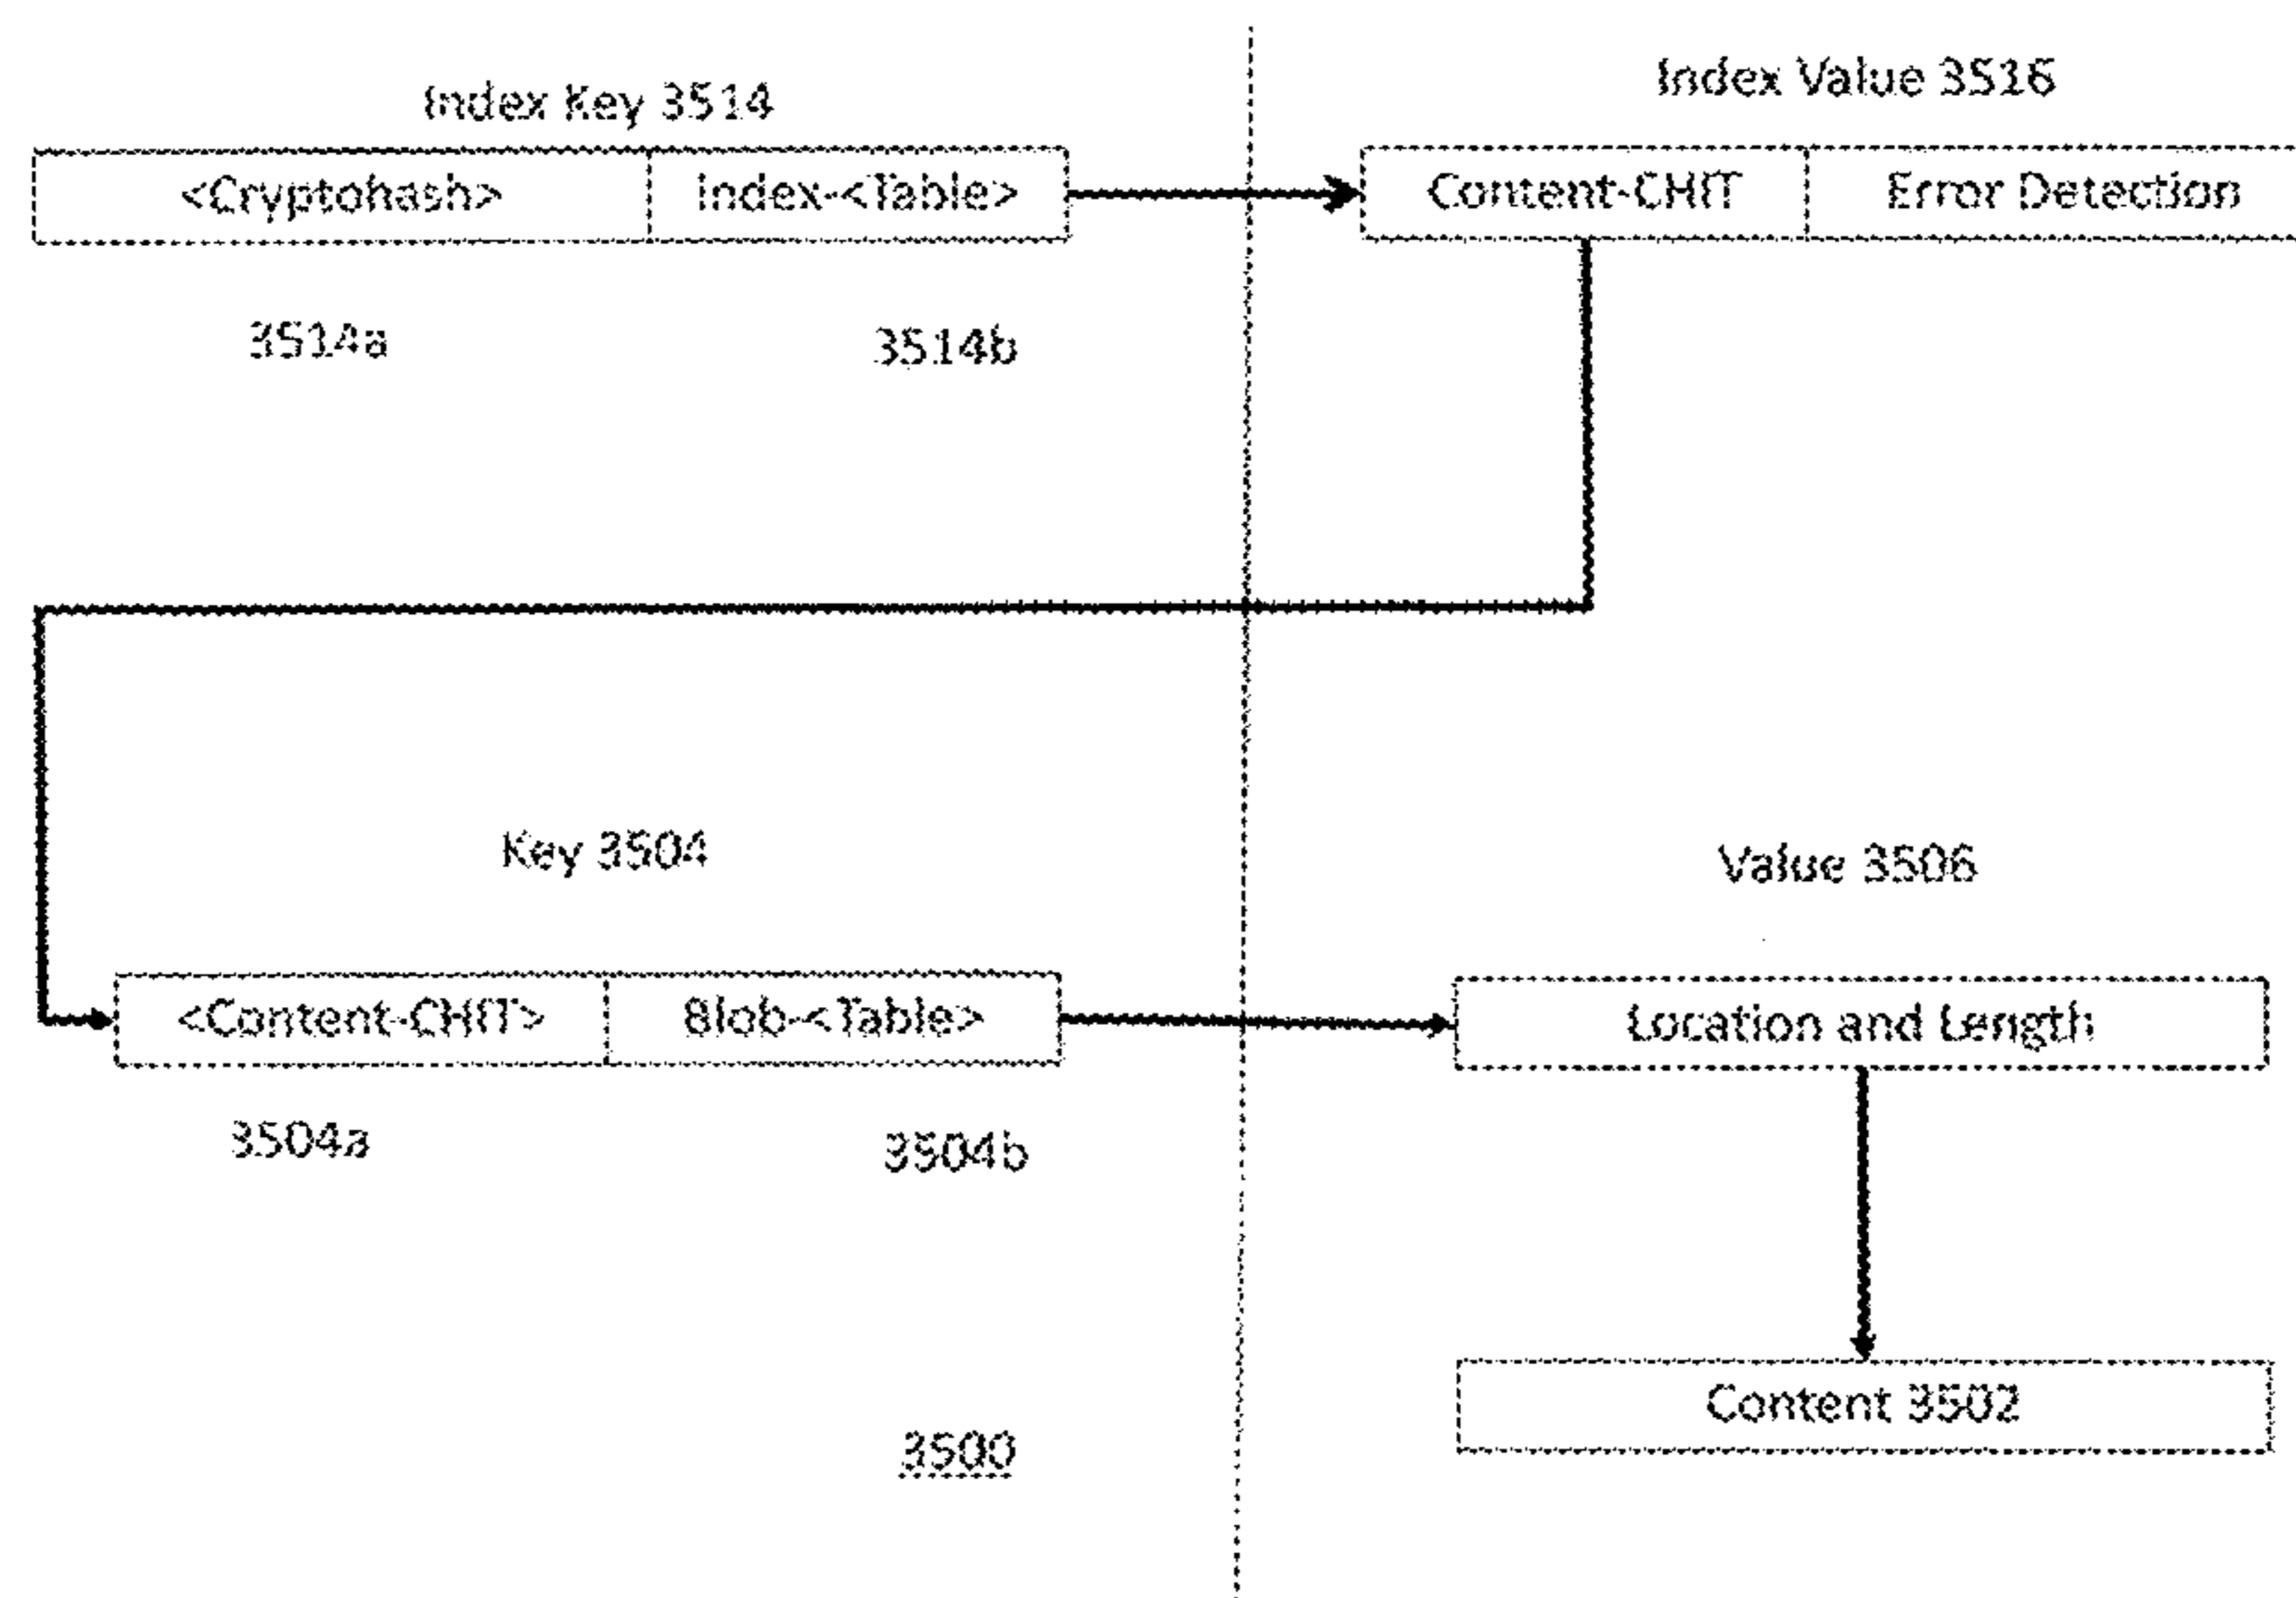 Index Key 3514
Index Value 3516
<Cryptohash> Index-<Table>
Content-CHIT Error Detection
3514a 3514b
Key 3504
Value 3506
<Content-CHIT> Blob-<Table>
Location and Length
3504a 3504b
Content 3502
3500